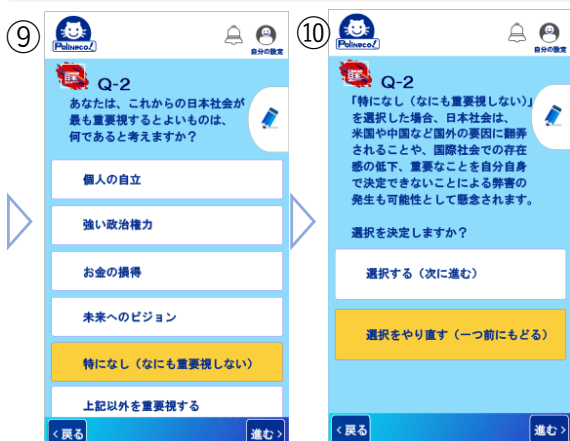 ⑨
Polineco!
自分の設定
Q-2
あなたは、これからの日本社会が
最も重要視するとよいものは、
何であると考えますか？
個人の自立
強い政治権力
お金の損得
未来へのビジョン
特になし（なにも重要視しない）
上記以外を重要視する
＜戻る
進む＞
⑩
Polineco!
自分の設定
Q-2
「特になし（なにも重要視しない）」
を選択した場合、日本社会は、
米国や中国など国外の要因に翻弄
されることや、国際社会での存在
感の低下、重要なことを自分自身
で決定できないことによる弊害の
発生も可能性として懸念されます。
選択を決定しますか？
選択する（次に進む）
選択をやり直す（一つ前にもどる）
＜戻る
進む＞